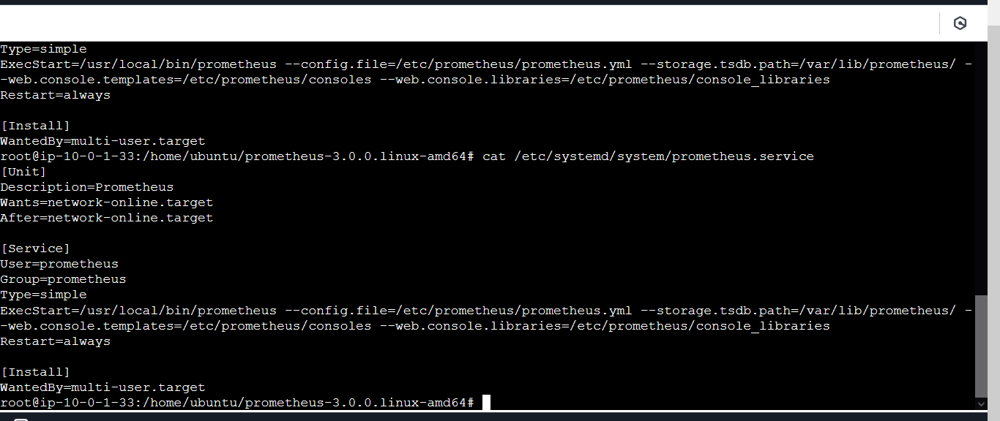 Type=simple
ExecStart=/usr/local/bin/prometheus --config.file=/etc/prometheus/prometheus.yml --storage.tsdb.path=/var/lib/prometheus/ -
-web.console.templates=/etc/prometheus/consoles --web.console.libraries=/etc/prometheus/console_libraries
Restart=always
[Install]
WantedBy=multi-user.target
root@ip-10-0-1-33:/home/ubuntu/prometheus-3.0.0.linux-amd64# cat /etc/systemd/system/prometheus.service
[Unit]
Description=Prometheus
Wants=network-online.target
After=network-online.target
[Service]
User=prometheus
Group=prometheus
Type=simple
ExecStart=/usr/local/bin/prometheus --config.file=/etc/prometheus/prometheus.yml --storage.tsdb.path=/var/lib/prometheus/ -
-web.console.templates=/etc/prometheus/consoles --web.console.libraries=/etc/prometheus/console_libraries
Restart=always
[Install]
WantedBy=multi-user.target
root@ip-10-0-1-33:/home/ubuntu/prometheus-3.0.0.linux-amd64#